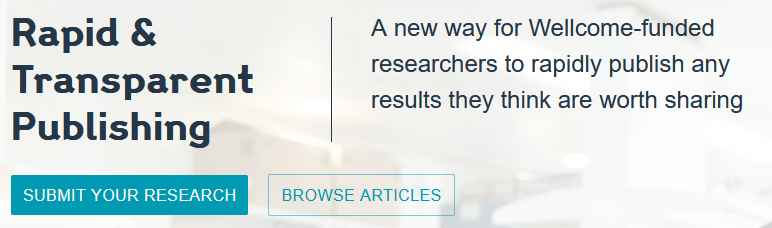 Rapid &
Transparent
Publishing
A new way for Wellcome-funded
researchers to rapidly publish any
results they think are worth sharing
SUBMIT YOUR RESEARCH
BROWSE ARTICLES